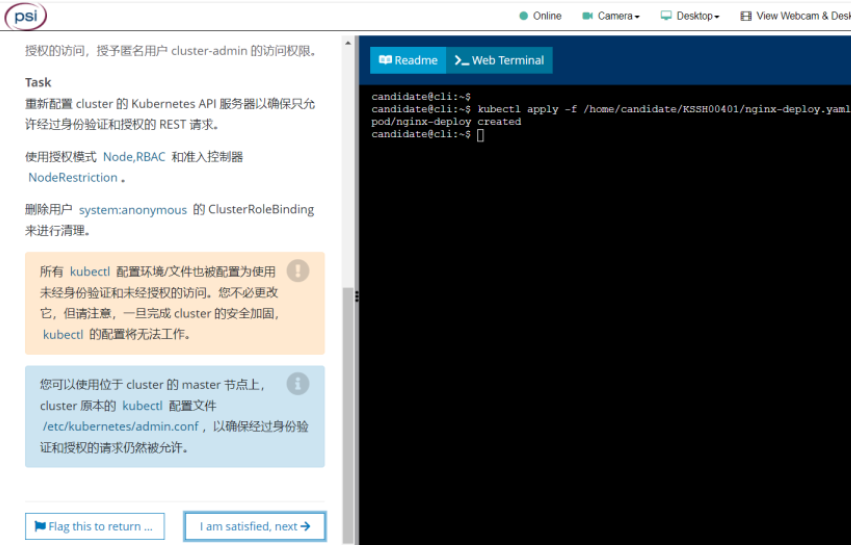 psi
Online Camera Desktop View Webcam & Desk
授权的访问，授予匿名用户 cluster-admin 的访问权限。
Task
重新配置 cluster 的 Kubernetes API 服务器以确保只允
许经过身份验证和授权的 REST 请求。
使用授权模式 Node,RBAC 和准入控制器
NodeRestriction 。
删除用户 system:anonymous 的 ClusterRoleBinding
来进行清理。
所有 kubectl 配置环境/文件也被配置为使用
未经身份验证和未经授权的访问。您不必更改
它，但请注意，一旦完成 cluster 的安全加固，
kubectl 的配置将无法工作。
您可以使用位于 cluster 的 master 节点上，
cluster 原本的 kubectl 配置文件
/etc/kubernetes/admin.conf ，以确保经过身份验
证和授权的请求仍然被允许。
Flag this to return ...
I am satisfied, next
Readme >_ Web Terminal
candidate@cli:~$
candidate@cli:~$ kubectl apply -f /home/candidate/KSSH00401/nginx-deploy.yaml
pod/nginx-deploy created
candidate@cli:~$